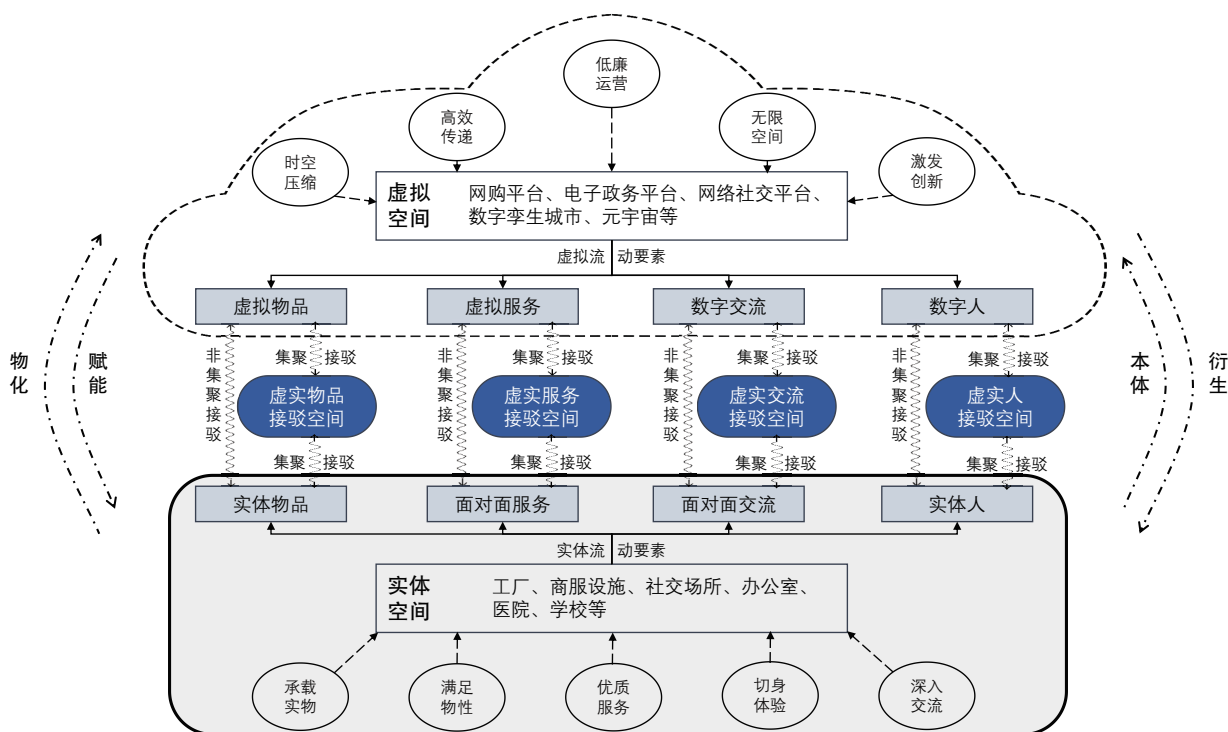 低廉
运营
高效
传递
无限
空间
时空
压缩
激发
创新
虚拟
空间
网购平台、电子政务平台、网络社交平台、
数字孪生城市、元宇宙等
虚拟流动要素
虚拟物品
虚拟服务
数字交流
数字人
物化
赋能
本体
衍生
非集聚接驳
集聚接驳
非集聚接驳
集聚接驳
非集聚接驳
集聚接驳
非集聚接驳
集聚接驳
虚实物品
接驳空间
虚实服务
接驳空间
虚实交流
接驳空间
虚实人
接驳空间
集聚接驳
集聚接驳
集聚接驳
集聚接驳
实体物品
面对面服务
面对面交流
实体人
实体流动要素
实体
空间
工厂、商服设施、社交场所、办公室、
医院、学校等
承载
实物
满足
物性
优质
服务
切身
体验
深入
交流